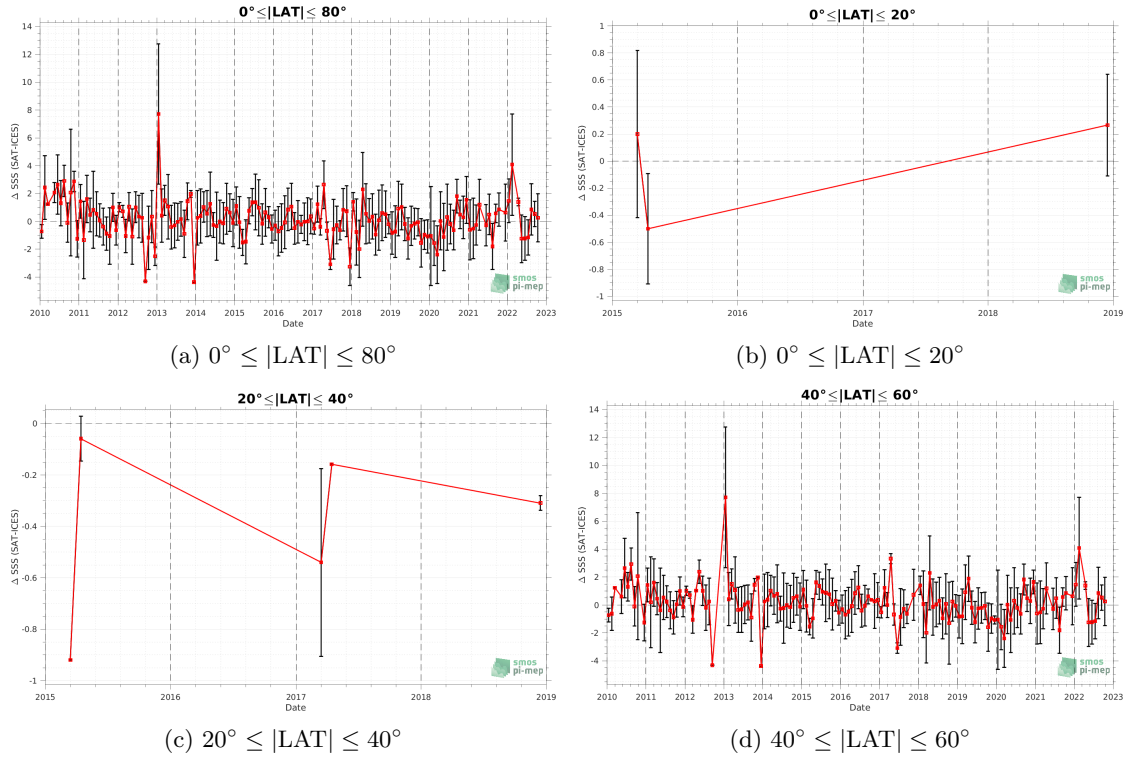 0°≤|LAT|≤ 80°
14
12
10
8
6
4
2
0
-2
-4
Δ SSS (SAT-ICES)
2010 2011 2012 2013 2014 2015 2016 2017 2018 2019 2020 2021 2022 2023
Date
smos
pi-mep
(a) 0° ≤ |LAT| ≤ 80°
0°≤|LAT|≤ 20°
1
0.8
0.6
0.4
0.2
0
-0.2
-0.4
-0.6
-0.8
-1
Δ SSS (SAT-ICES)
2015 2016 2017 2018 2019
Date
smos
pi-mep
(b) 0° ≤ |LAT| ≤ 20°
20°≤|LAT|≤ 40°
0
-0.2
-0.4
-0.6
-0.8
-1
Δ SSS (SAT-ICES)
2015 2016 2017 2018 2019
Date
smos
pi-mep
(c) 20° ≤ |LAT| ≤ 40°
40°≤|LAT|≤ 60°
14
12
10
8
6
4
2
0
-2
-4
Δ SSS (SAT-ICES)
2010 2011 2012 2013 2014 2015 2016 2017 2018 2019 2020 2021 2022 2023
Date
smos
pi-mep
(d) 40° ≤ |LAT| ≤ 60°